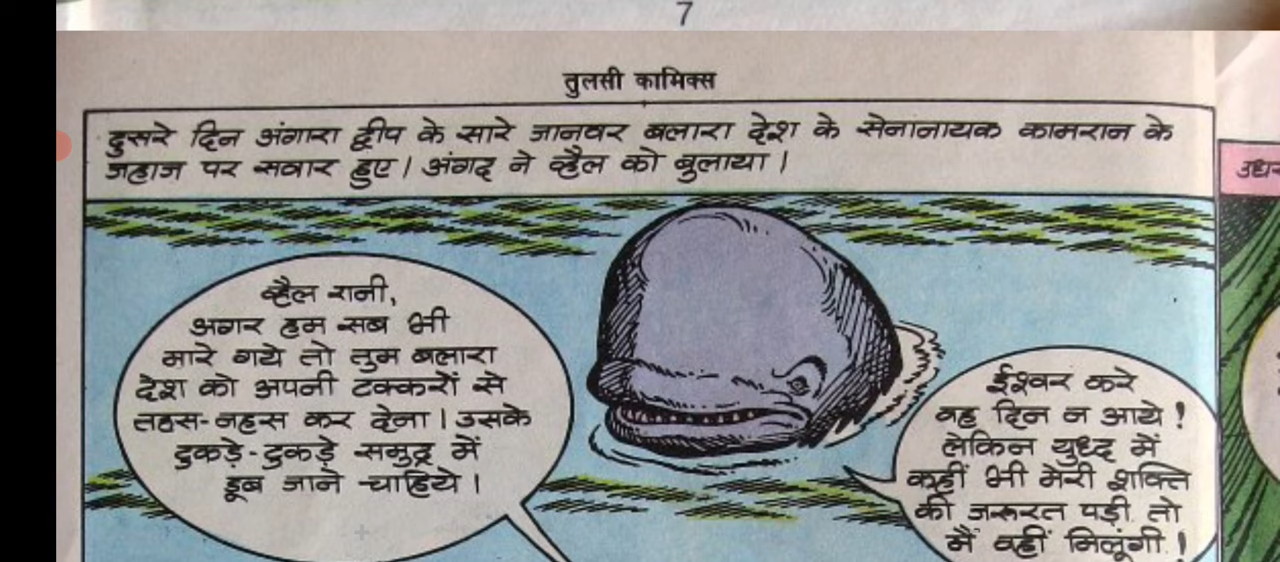 7
तुलसी कामिक्स
दुसरे दिन अंगारा द्वीप के सारे जानवर बलारा देश के सेनानायक कामरान के
जहाज पर सवार हुए। अंगद ने व्हैल को बुलाया।
उधर
व्हैल रानी,
अगर हम सब भी
मारे गये तो तुम बलारा
देश को अपनी टक्करों से
तहस-नहस कर देना। उसके
टुकड़े-टुकड़े समुद्र में
डूब जाने चाहिये।
ईश्वर करे
वह दिन न आये!
लेकिन युध्द में
कहीं भी मेरी शक्ति
की जरूरत पड़ी तो
मैं वहीं मिलूंगी!